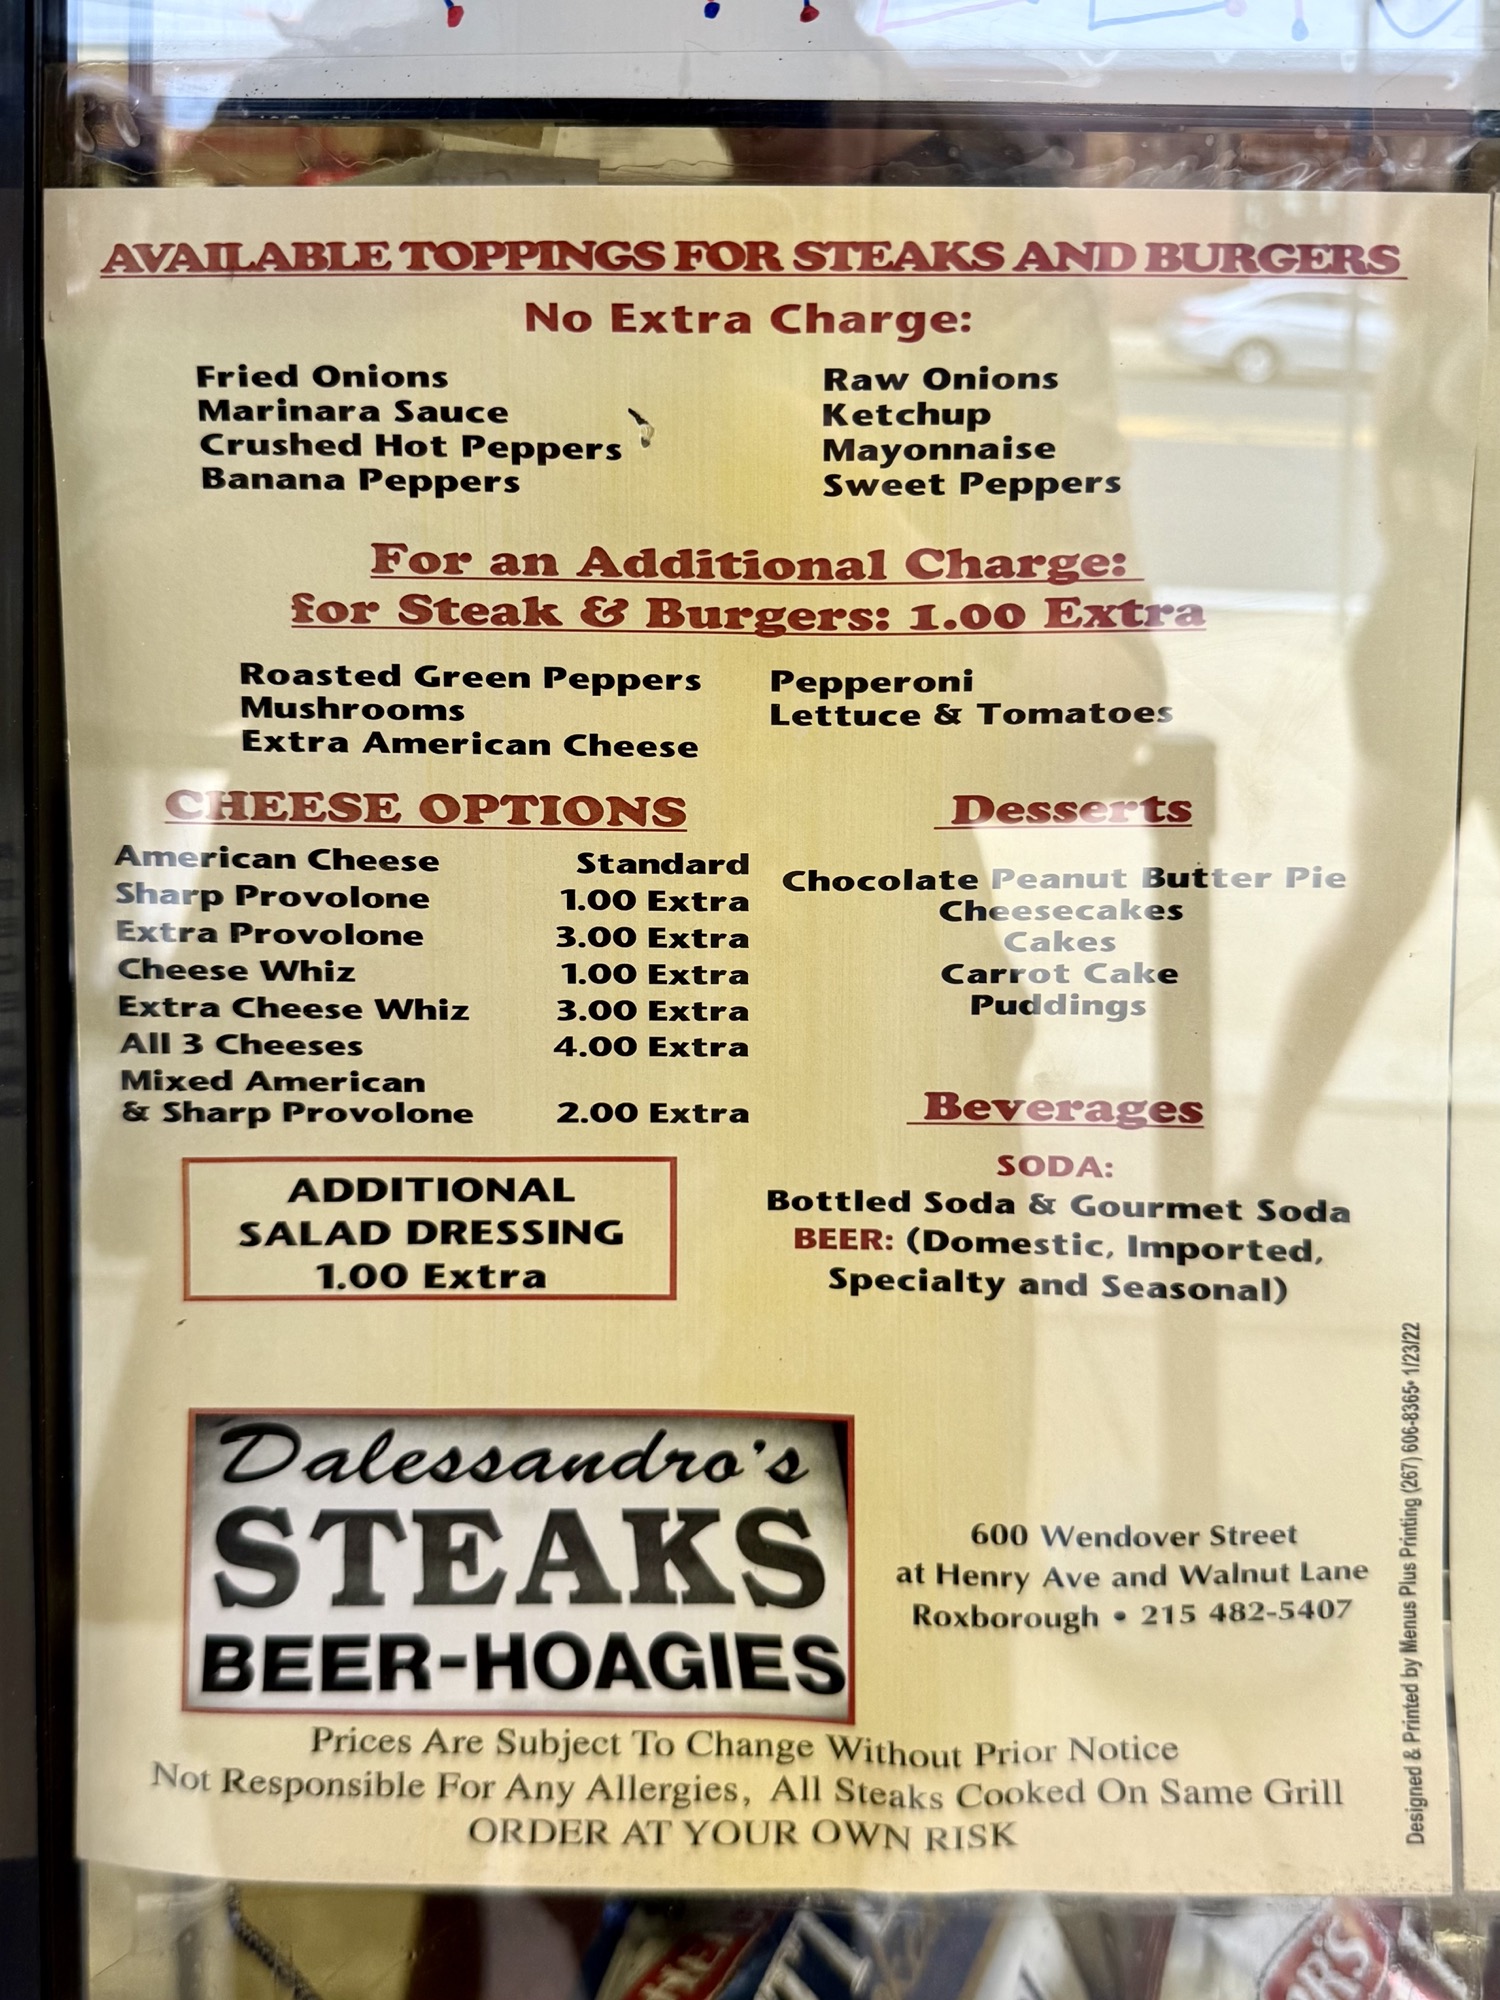 AVAILABLE TOPPINGS FOR STEAKS AND BURGERS
No Extra Charge:
Fried Onions
Marinara Sauce
Crushed Hot Peppers
Banana Peppers
Raw Onions
Ketchup
Mayonnaise
Sweet Peppers
For an Additional Charge:
for Steak & Burgers: 1.00 Extra
Roasted Green Peppers
Mushrooms
Extra American Cheese
Pepperoni
Lettuce & Tomatoes
CHEESE OPTIONS
American Cheese Standard
Sharp Provolone 1.00 Extra
Extra Provolone 3.00 Extra
Cheese Whiz 1.00 Extra
Extra Cheese Whiz 3.00 Extra
All 3 Cheeses 4.00 Extra
Mixed American
& Sharp Provolone 2.00 Extra
ADDITIONAL
SALAD DRESSING
1.00 Extra
Desserts
Chocolate Peanut Butter Pie
Cheesecakes
Cakes
Carrot Cake
Puddings
Beverages
SODA:
Bottled Soda & Gourmet Soda
BEER: (Domestic, Imported,
Specialty and Seasonal)
Dalessandro's
STEAKS
BEER-HOAGIES
600 Wendover Street
at Henry Ave and Walnut Lane
Roxborough • 215 482-5407
Designed & Printed by Menus Plus Printing (267) 606-8365• 1/23/22
Prices Are Subject To Change Without Prior Notice
Not Responsible For Any Allergies, All Steaks Cooked On Same Grill
ORDER AT YOUR OWN RISK